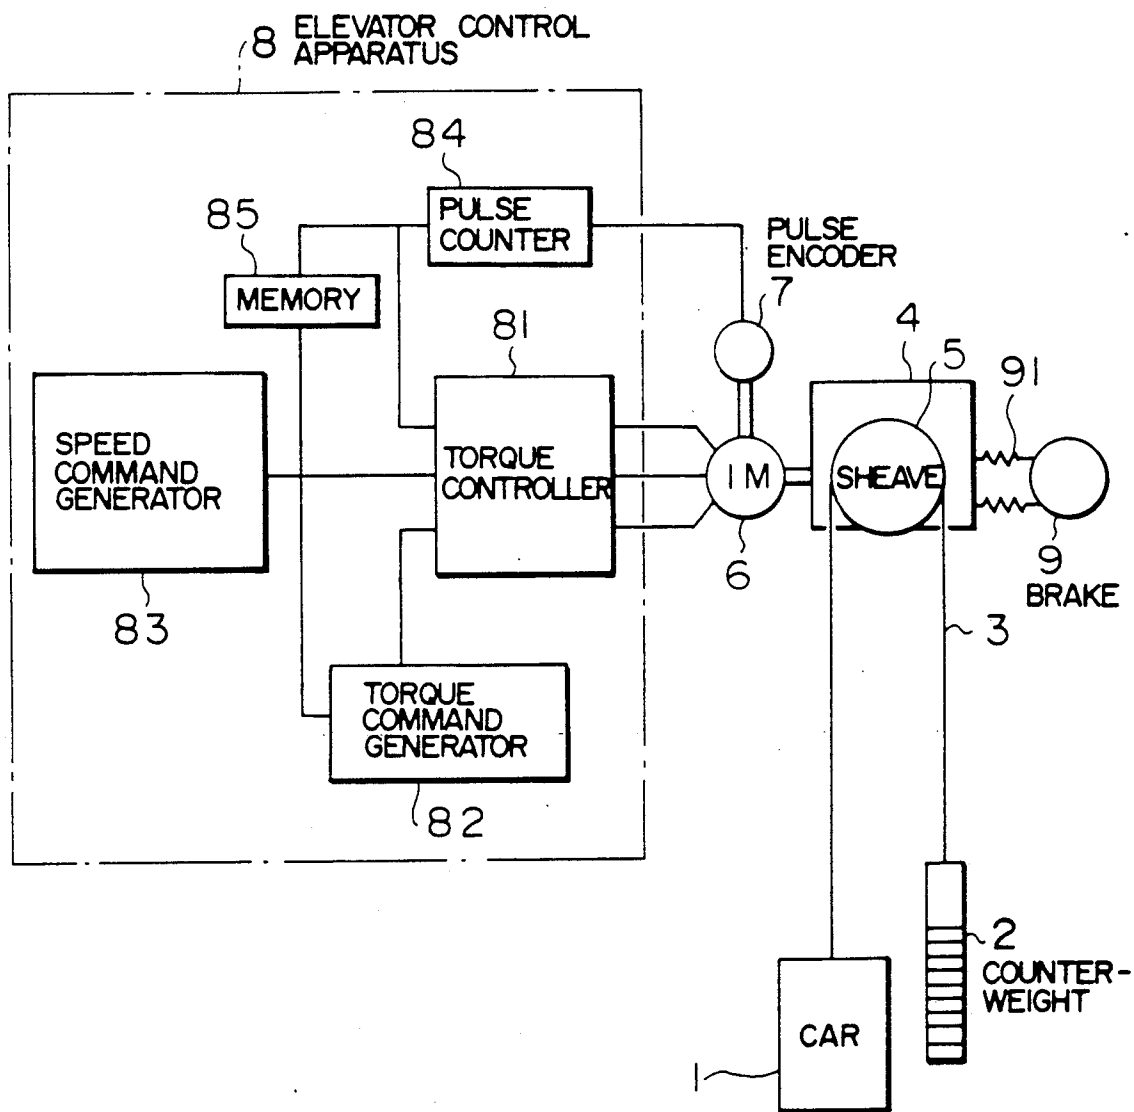 8 ELEVATOR CONTROL
APPARATUS
84
85
PULSE
COUNTER
PULSE
ENCODER
7
MEMORY
81
4
5
91
SPEED
COMMAND
GENERATOR
TORQUE
CONTROLLER
IM
SHEAVE
6
9
BRAKE
83
3
TORQUE
COMMAND
GENERATOR
82
2
COUNTER-
WEIGHT
CAR
1